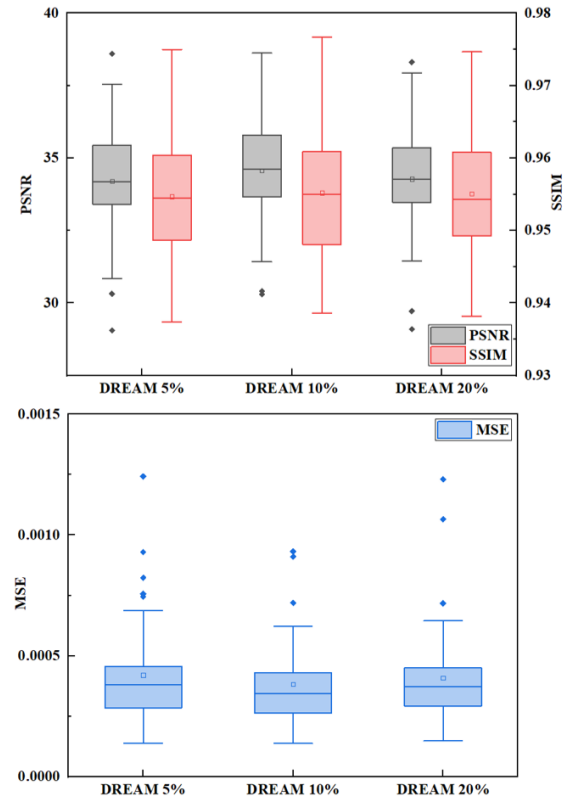 40
35
30
PSNR
0.98
0.97
0.96
0.95
0.94
0.93
SSIM
PSNR
SSIM
DREAM 5%
DREAM 10%
DREAM 20%
0.0015
0.0010
0.0005
0.0000
MSE
MSE
DREAM 5%
DREAM 10%
DREAM 20%